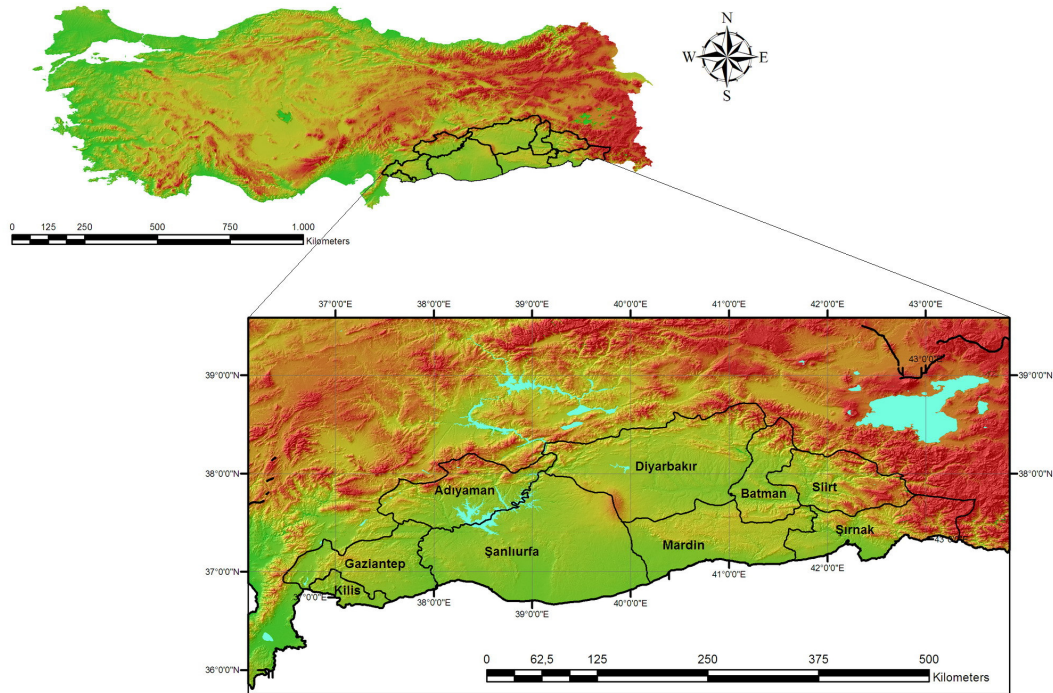 N
W E
S
0 125 250 500 750 1.000
Kilometers
37°0'0"E 38°0'0"E 39°0'0"E 40°0'0"E 41°0'0"E 42°0'0"E 43°0'0"E
43°0'0"E
39°0'0"N 39°0'0"N
38°0'0"N 38°0'0"N
Diyarbakır
Adıyaman Batman Siirt
Şırnak
43°0'0"E
Şanlıurfa Mardin
Gaziantep
37°0'0"N 42°0'0"E
Kilis
37°0'0"E 38°0'0"E 39°0'0"E 40°0'0"E 41°0'0"E
36°0'0"N
0 62,5 125 250 375 500
Kilometers